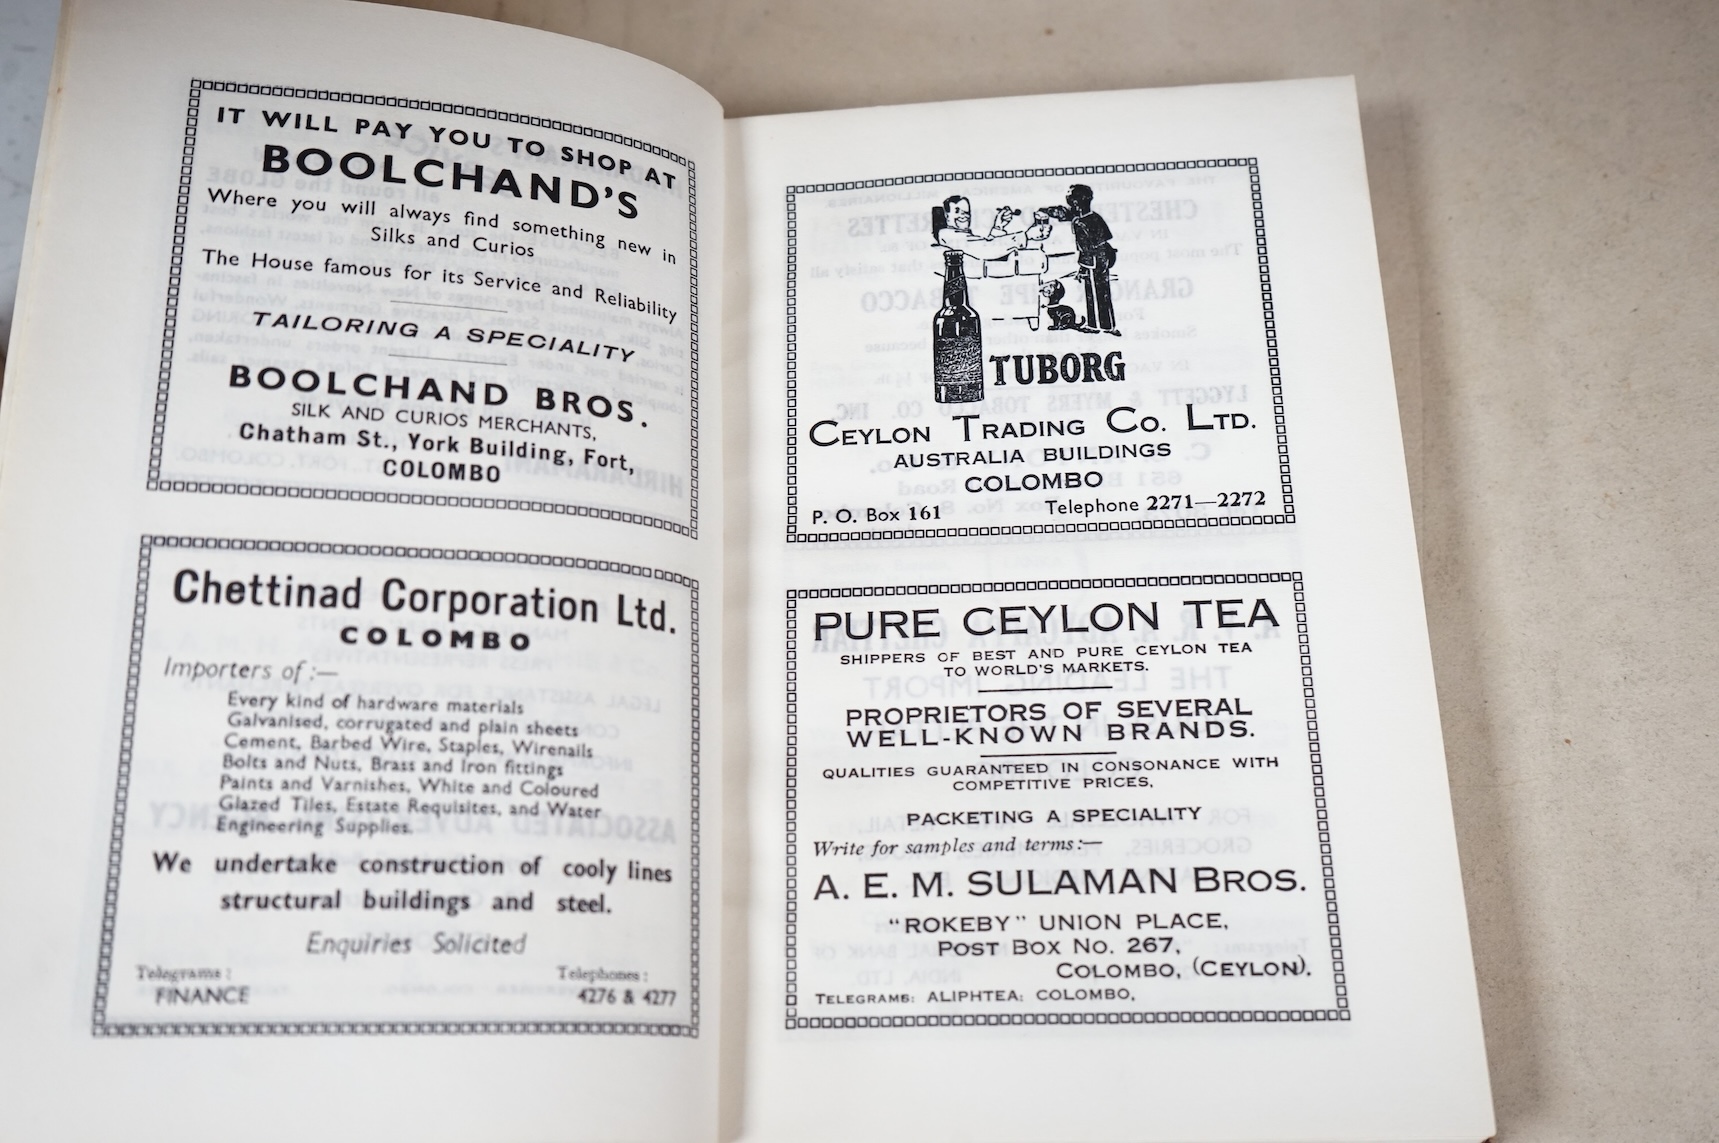 IT WILL PAY YOU TO SHOP AT
BOOLCHAND'S
Where you will always find something new in
Silks and Curios
The House famous for its Service and Reliability
TAILORING A SPECIALITY
BOOLCHAND BROS.
SILK AND CURIOS MERCHANTS,
Chatham St., York Building, Fort,
COLOMBO
Chettinad Corporation Ltd.
COLOMBO
Importers of :—
Every kind of hardware materials
Galvanised, corrugated and plain sheets
Cement, Barbed Wire, Staples, Wirenails
Bolts and Nuts, Brass and Iron fittings
Paints and Varnishes, White and Coloured
Glazed Tiles, Estate Requisites, and Water
Engineering Supplies.
We undertake construction of cooly lines
structural buildings and steel.
Enquiries Solicited
Telegrams : Telephones :
FINANCE 4276 & 4277
TUBORG
CEYLON TRADING CO. LTD.
AUSTRALIA BUILDINGS
COLOMBO
P. O. Box 161 Telephone 2271—2272
PURE CEYLON TEA
SHIPPERS OF BEST AND PURE CEYLON TEA
TO WORLD'S MARKETS.
PROPRIETORS OF SEVERAL
WELL-KNOWN BRANDS.
QUALITIES GUARANTEED IN CONSONANCE WITH
COMPETITIVE PRICES,
PACKETING A SPECIALITY
Write for samples and terms :—
A. E. M. SULAMAN BROS.
"ROKEBY" UNION PLACE,
POST BOX NO. 267,
COLOMBO, (CEYLON).
TELEGRAMS: ALIPHTEA: COLOMBO,